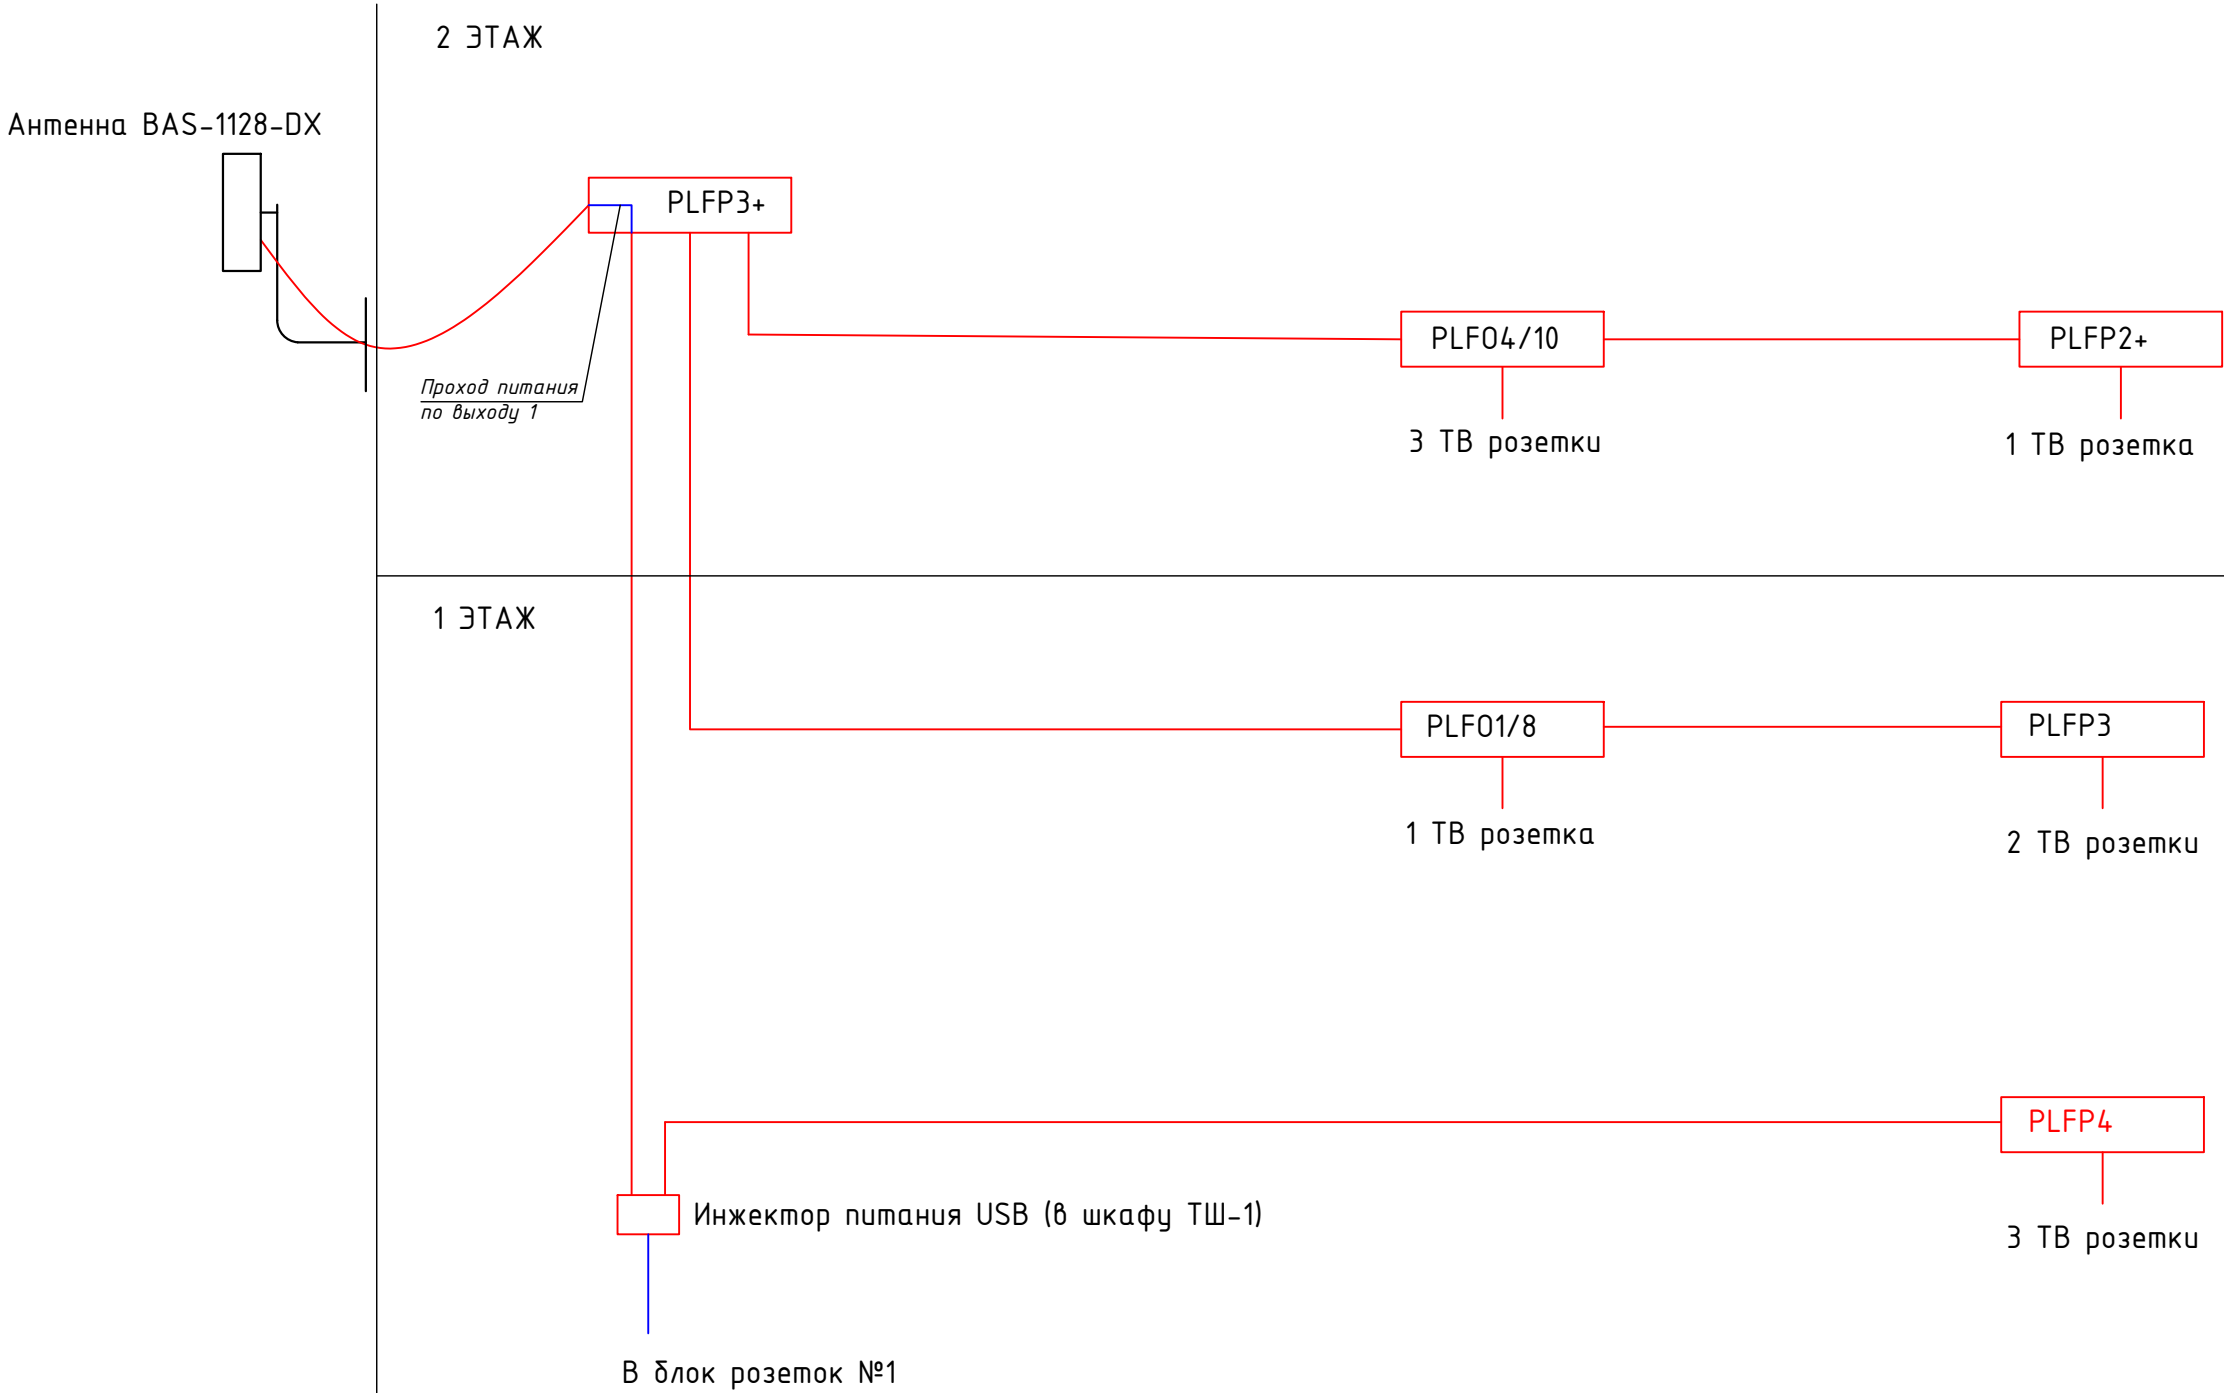 2 ЭТАЖ
Антенна BAS-1128-DX
PLFP3+
Проход питания
по выходу 1
PLFO4/10
PLFP2+
3 ТВ розетки
1 ТВ розетка
1 ЭТАЖ
PLFO1/8
PLFP3
1 ТВ розетка
2 ТВ розетки
PLFP4
Инжектор питания USB (в шкафу ТШ-1)
3 ТВ розетки
В блок розеток №1